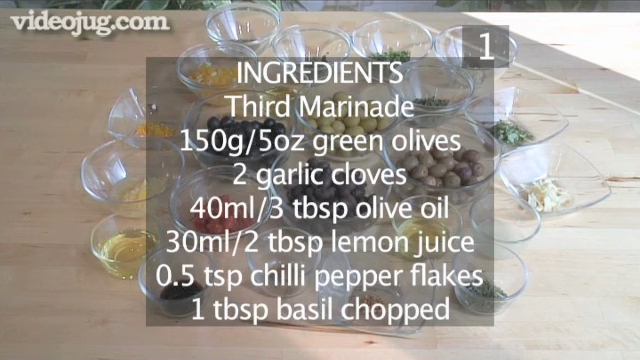 videojug.com
1
INGREDIENTS
Third Marinade
150g/5oz green olives
2 garlic cloves
40ml/3 tbsp olive oil
30ml/2 tbsp lemon juice
0.5 tsp chilli pepper flakes
1 tbsp basil chopped